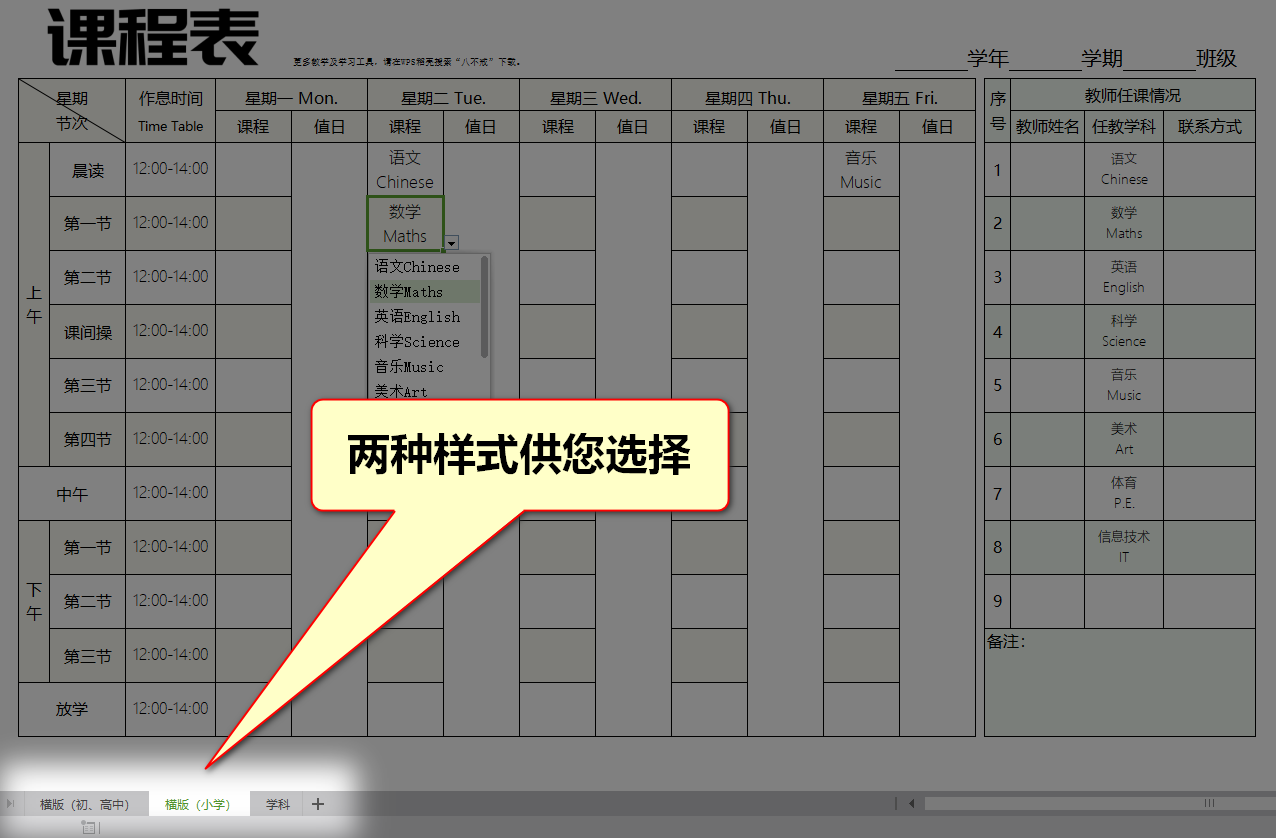 课程表
更多教学及学习工具，请在WPS稻壳搜索“八不戒”下载。
学年 学期 班级
星期
节次
作息时间
Time Table
星期一 Mon.
星期二 Tue.
星期三 Wed.
星期四 Thu.
星期五 Fri.
课程 值日 课程 值日 课程 值日 课程 值日 课程 值日
序号
教师任课情况
教师姓名 任教学科 联系方式
上午
晨读 12:00-14:00
语文
Chinese
音乐
Music
第一节 12:00-14:00
数学
Maths
第二节 12:00-14:00
课间操 12:00-14:00
第三节 12:00-14:00
第四节 12:00-14:00
语文Chinese
数学Maths
英语English
科学Science
音乐Music
美术Art
中午 12:00-14:00
下午
第一节 12:00-14:00
第二节 12:00-14:00
第三节 12:00-14:00
放学 12:00-14:00
1 语文
Chinese
2 数学
Maths
3 英语
English
4 科学
Science
5 音乐
Music
6 美术
Art
7 体育
P.E.
8 信息技术
IT
9
备注：
两种样式供您选择
横版（初、高中） 横版（小学） 学科